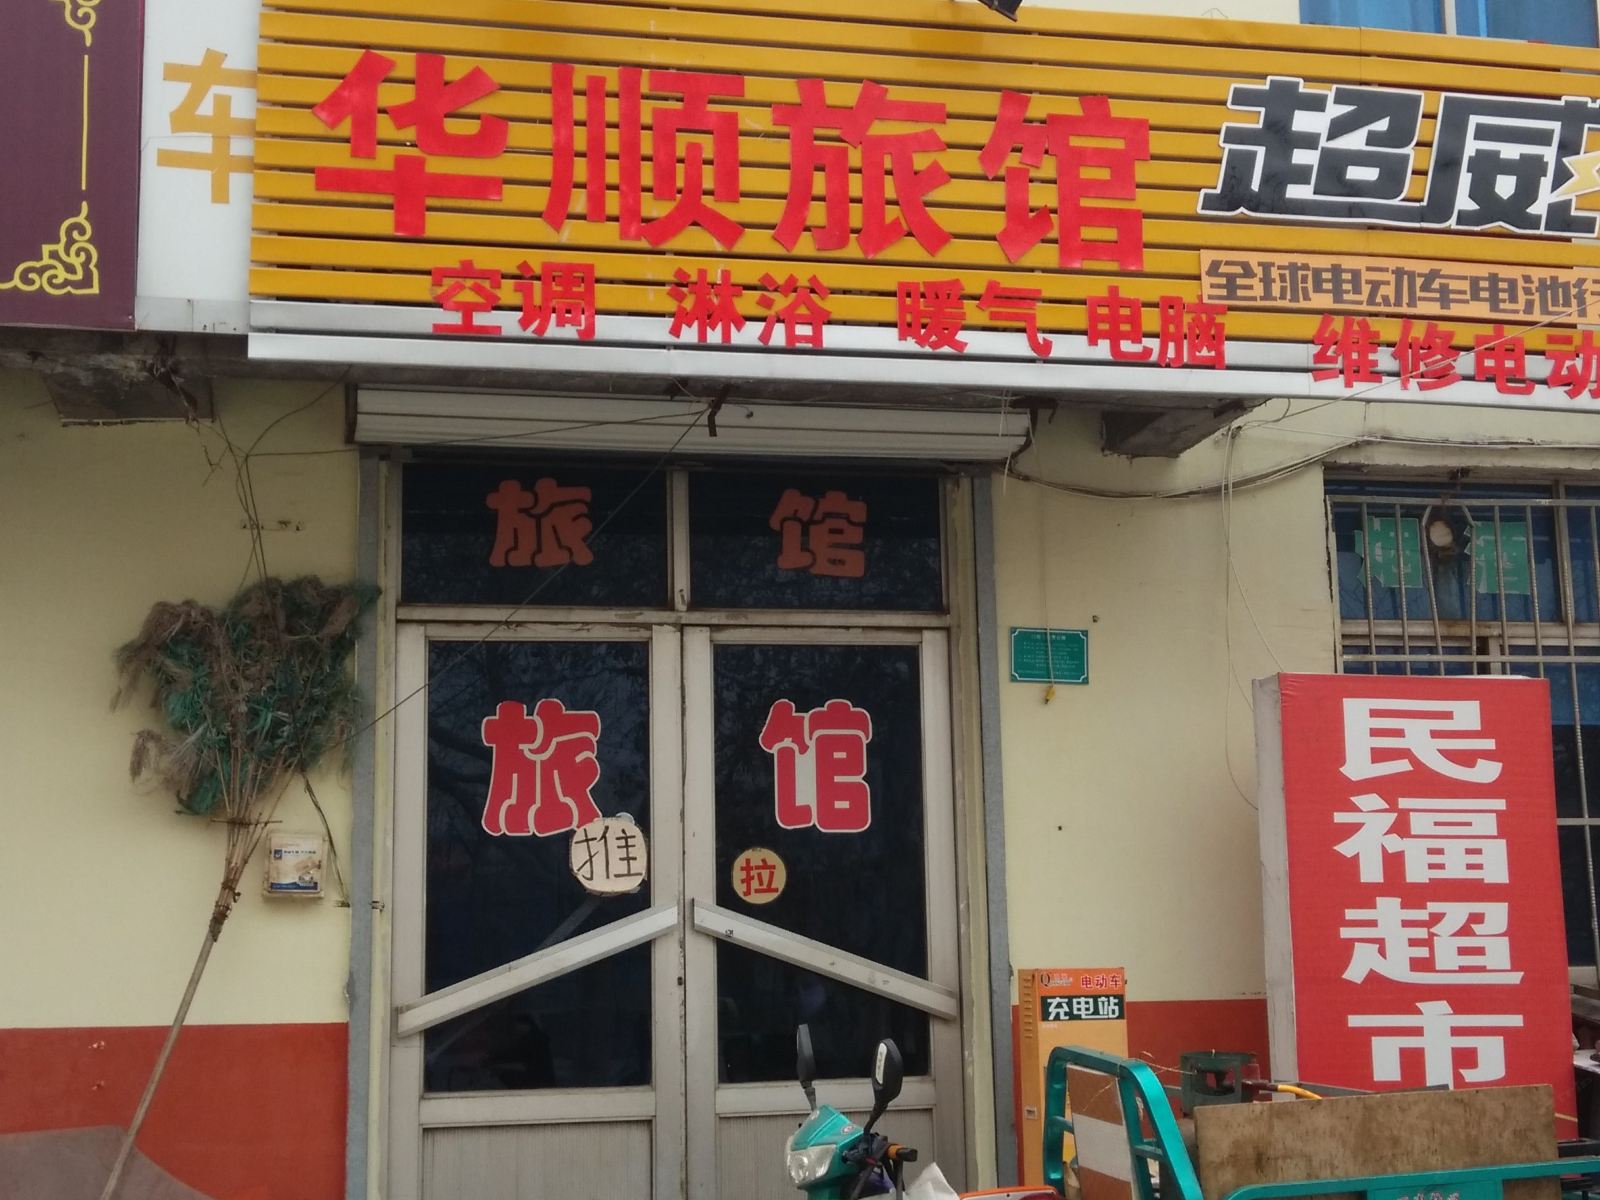 车
华顺旅馆
超威
全球电动车电池行
空调 淋浴 暖气 电脑 维修电动
旅馆
旅馆
推
拉
民福超市
电动车
充电站